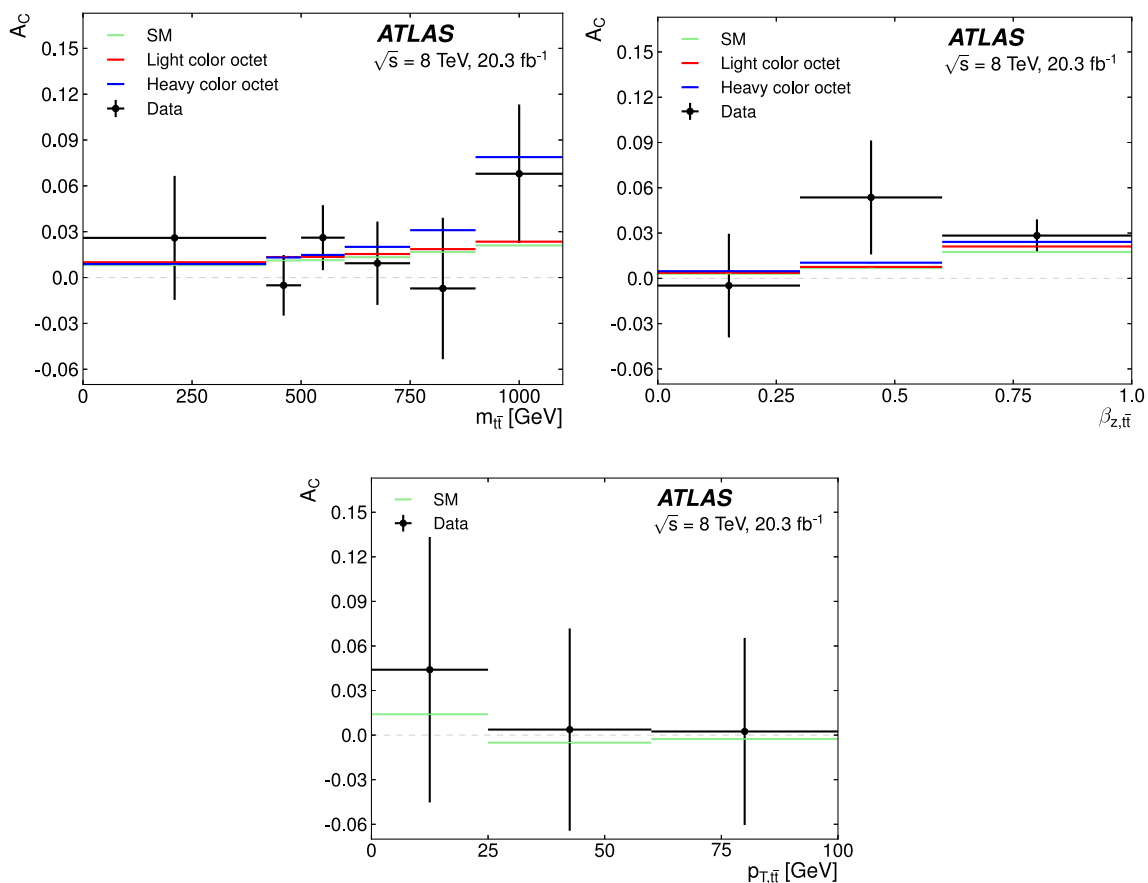 A_C
ATLAS
√s = 8 TeV, 20.3 fb⁻¹
SM
Light color octet
Heavy color octet
Data
0.15
0.12
0.09
0.06
0.03
0.0
-0.03
-0.06
0 250 500 750 1000
m_tt̄ [GeV]
A_C
ATLAS
√s = 8 TeV, 20.3 fb⁻¹
SM
Light color octet
Heavy color octet
Data
0.15
0.12
0.09
0.06
0.03
0.0
-0.03
-0.06
0.0 0.25 0.5 0.75 1.0
β_z,tt̄
A_C
ATLAS
√s = 8 TeV, 20.3 fb⁻¹
SM
Data
0.15
0.12
0.09
0.06
0.03
0.0
-0.03
-0.06
0 25 50 75 100
p_T,tt̄ [GeV]